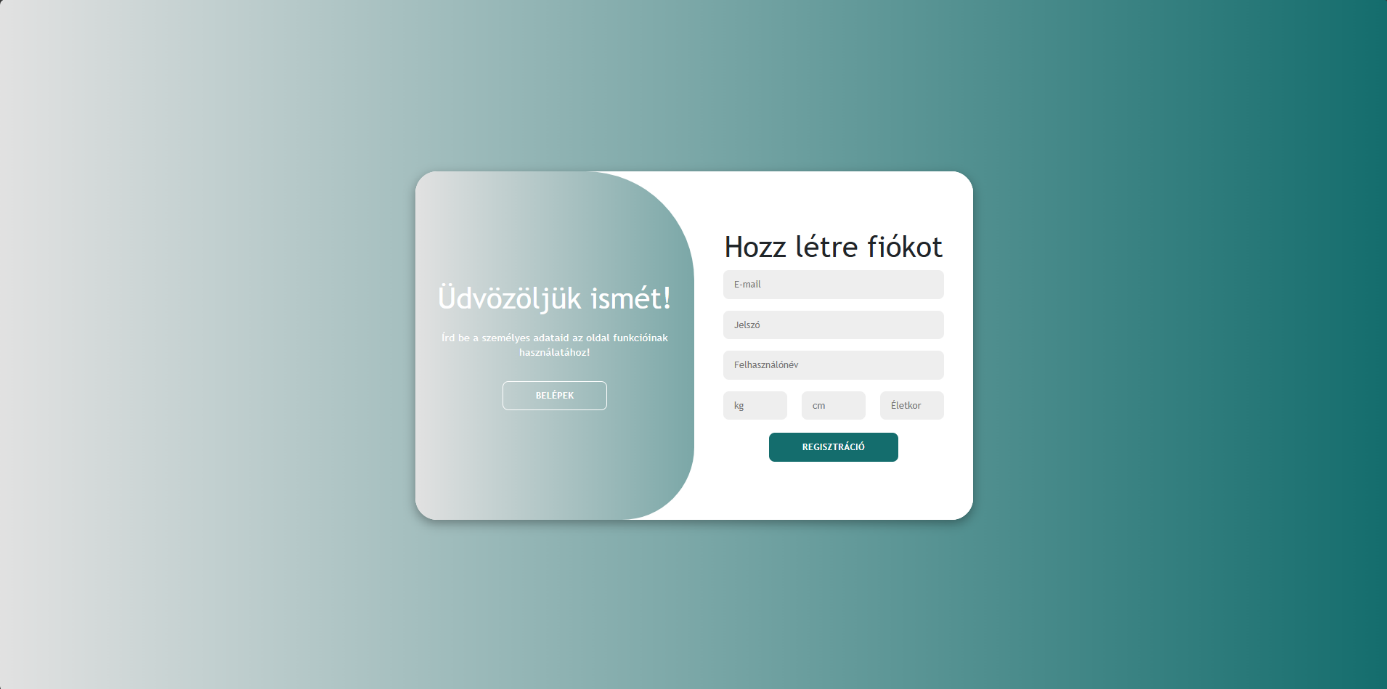 Üdvözöljük ismét!
Írd be a személyes adataid az oldal funkcióinak
használatához!
BELÉPEK
Hozz létre fiókot
E-mail
Jelszó
Felhasználónév
kg
cm
Életkor
REGISZTRÁCIÓ